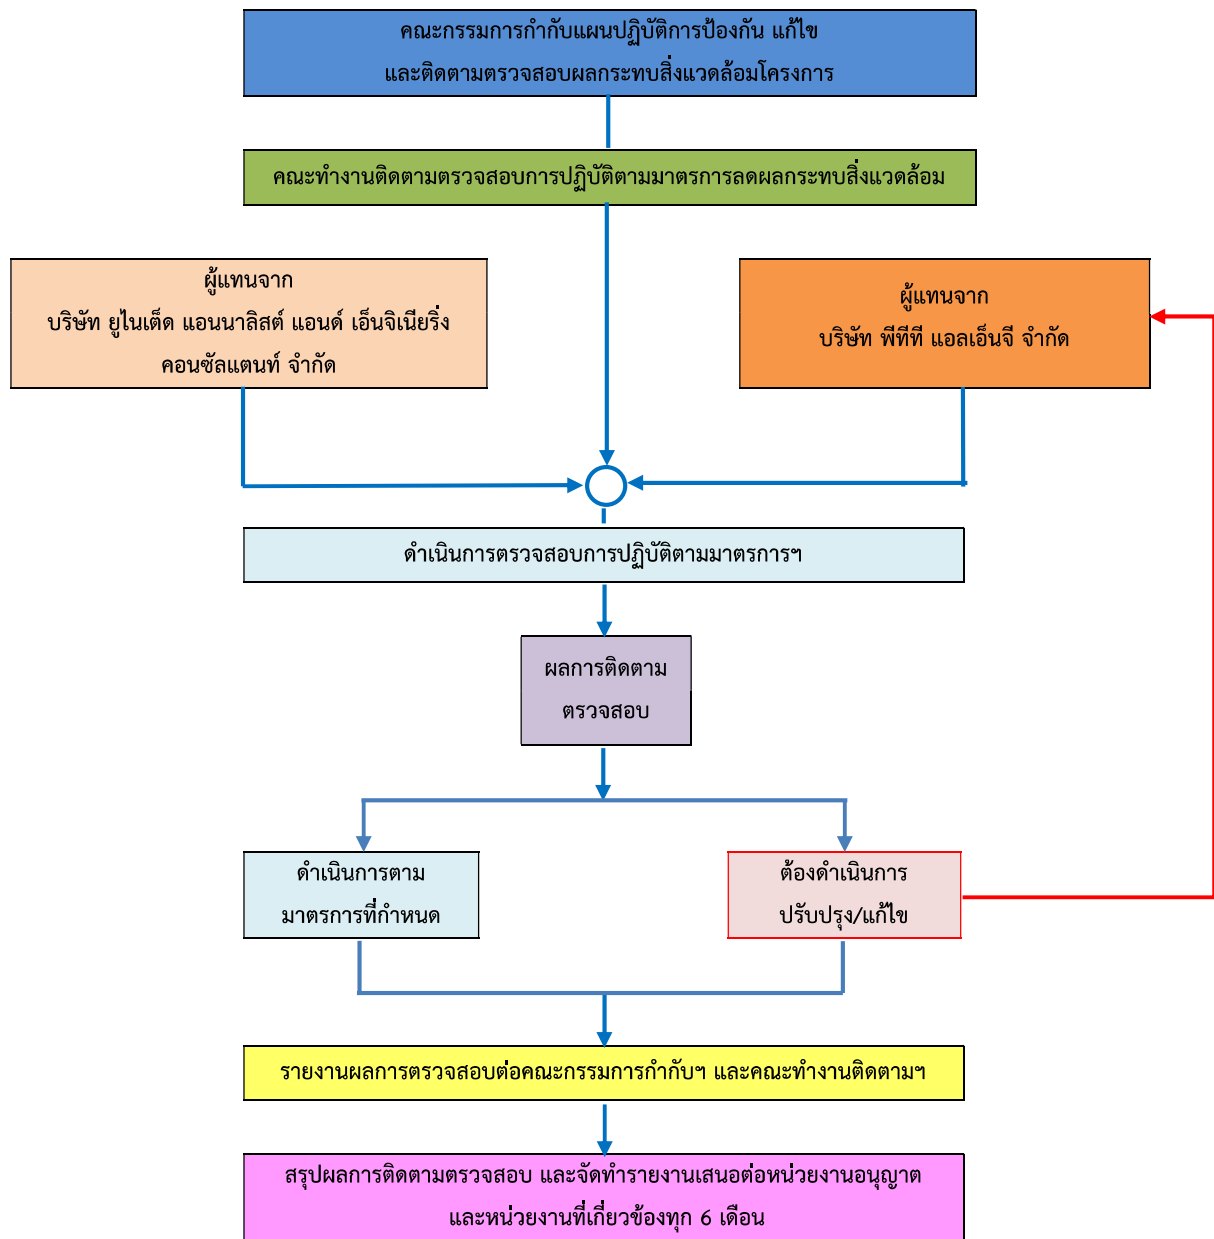 คณะกรรมการกำกับแผนปฏิบัติการป้องกัน แก้ไข
และติดตามตรวจสอบผลกระทบสิ่งแวดล้อมโครงการ
คณะทำงานติดตามตรวจสอบการปฏิบัติตามมาตรการลดผลกระทบสิ่งแวดล้อม
ผู้แทนจาก
บริษัท ยูไนเต็ด แอนนาลิสต์ แอนด์ เอ็นจิเนียริ่ง
คอนซัลแตนท์ จำกัด
ผู้แทนจาก
บริษัท พีทีที แอลเอ็นจี จำกัด
ดำเนินการตรวจสอบการปฏิบัติตามมาตรการฯ
ผลการติดตาม
ตรวจสอบ
ดำเนินการตาม
มาตรการที่กำหนด
ต้องดำเนินการ
ปรับปรุง/แก้ไข
รายงานผลการตรวจสอบต่อคณะกรรมการกำกับฯ และคณะทำงานติดตามฯ
สรุปผลการติดตามตรวจสอบ และจัดทำรายงานเสนอต่อหน่วยงานอนุญาต
และหน่วยงานที่เกี่ยวข้องทุก 6 เดือน